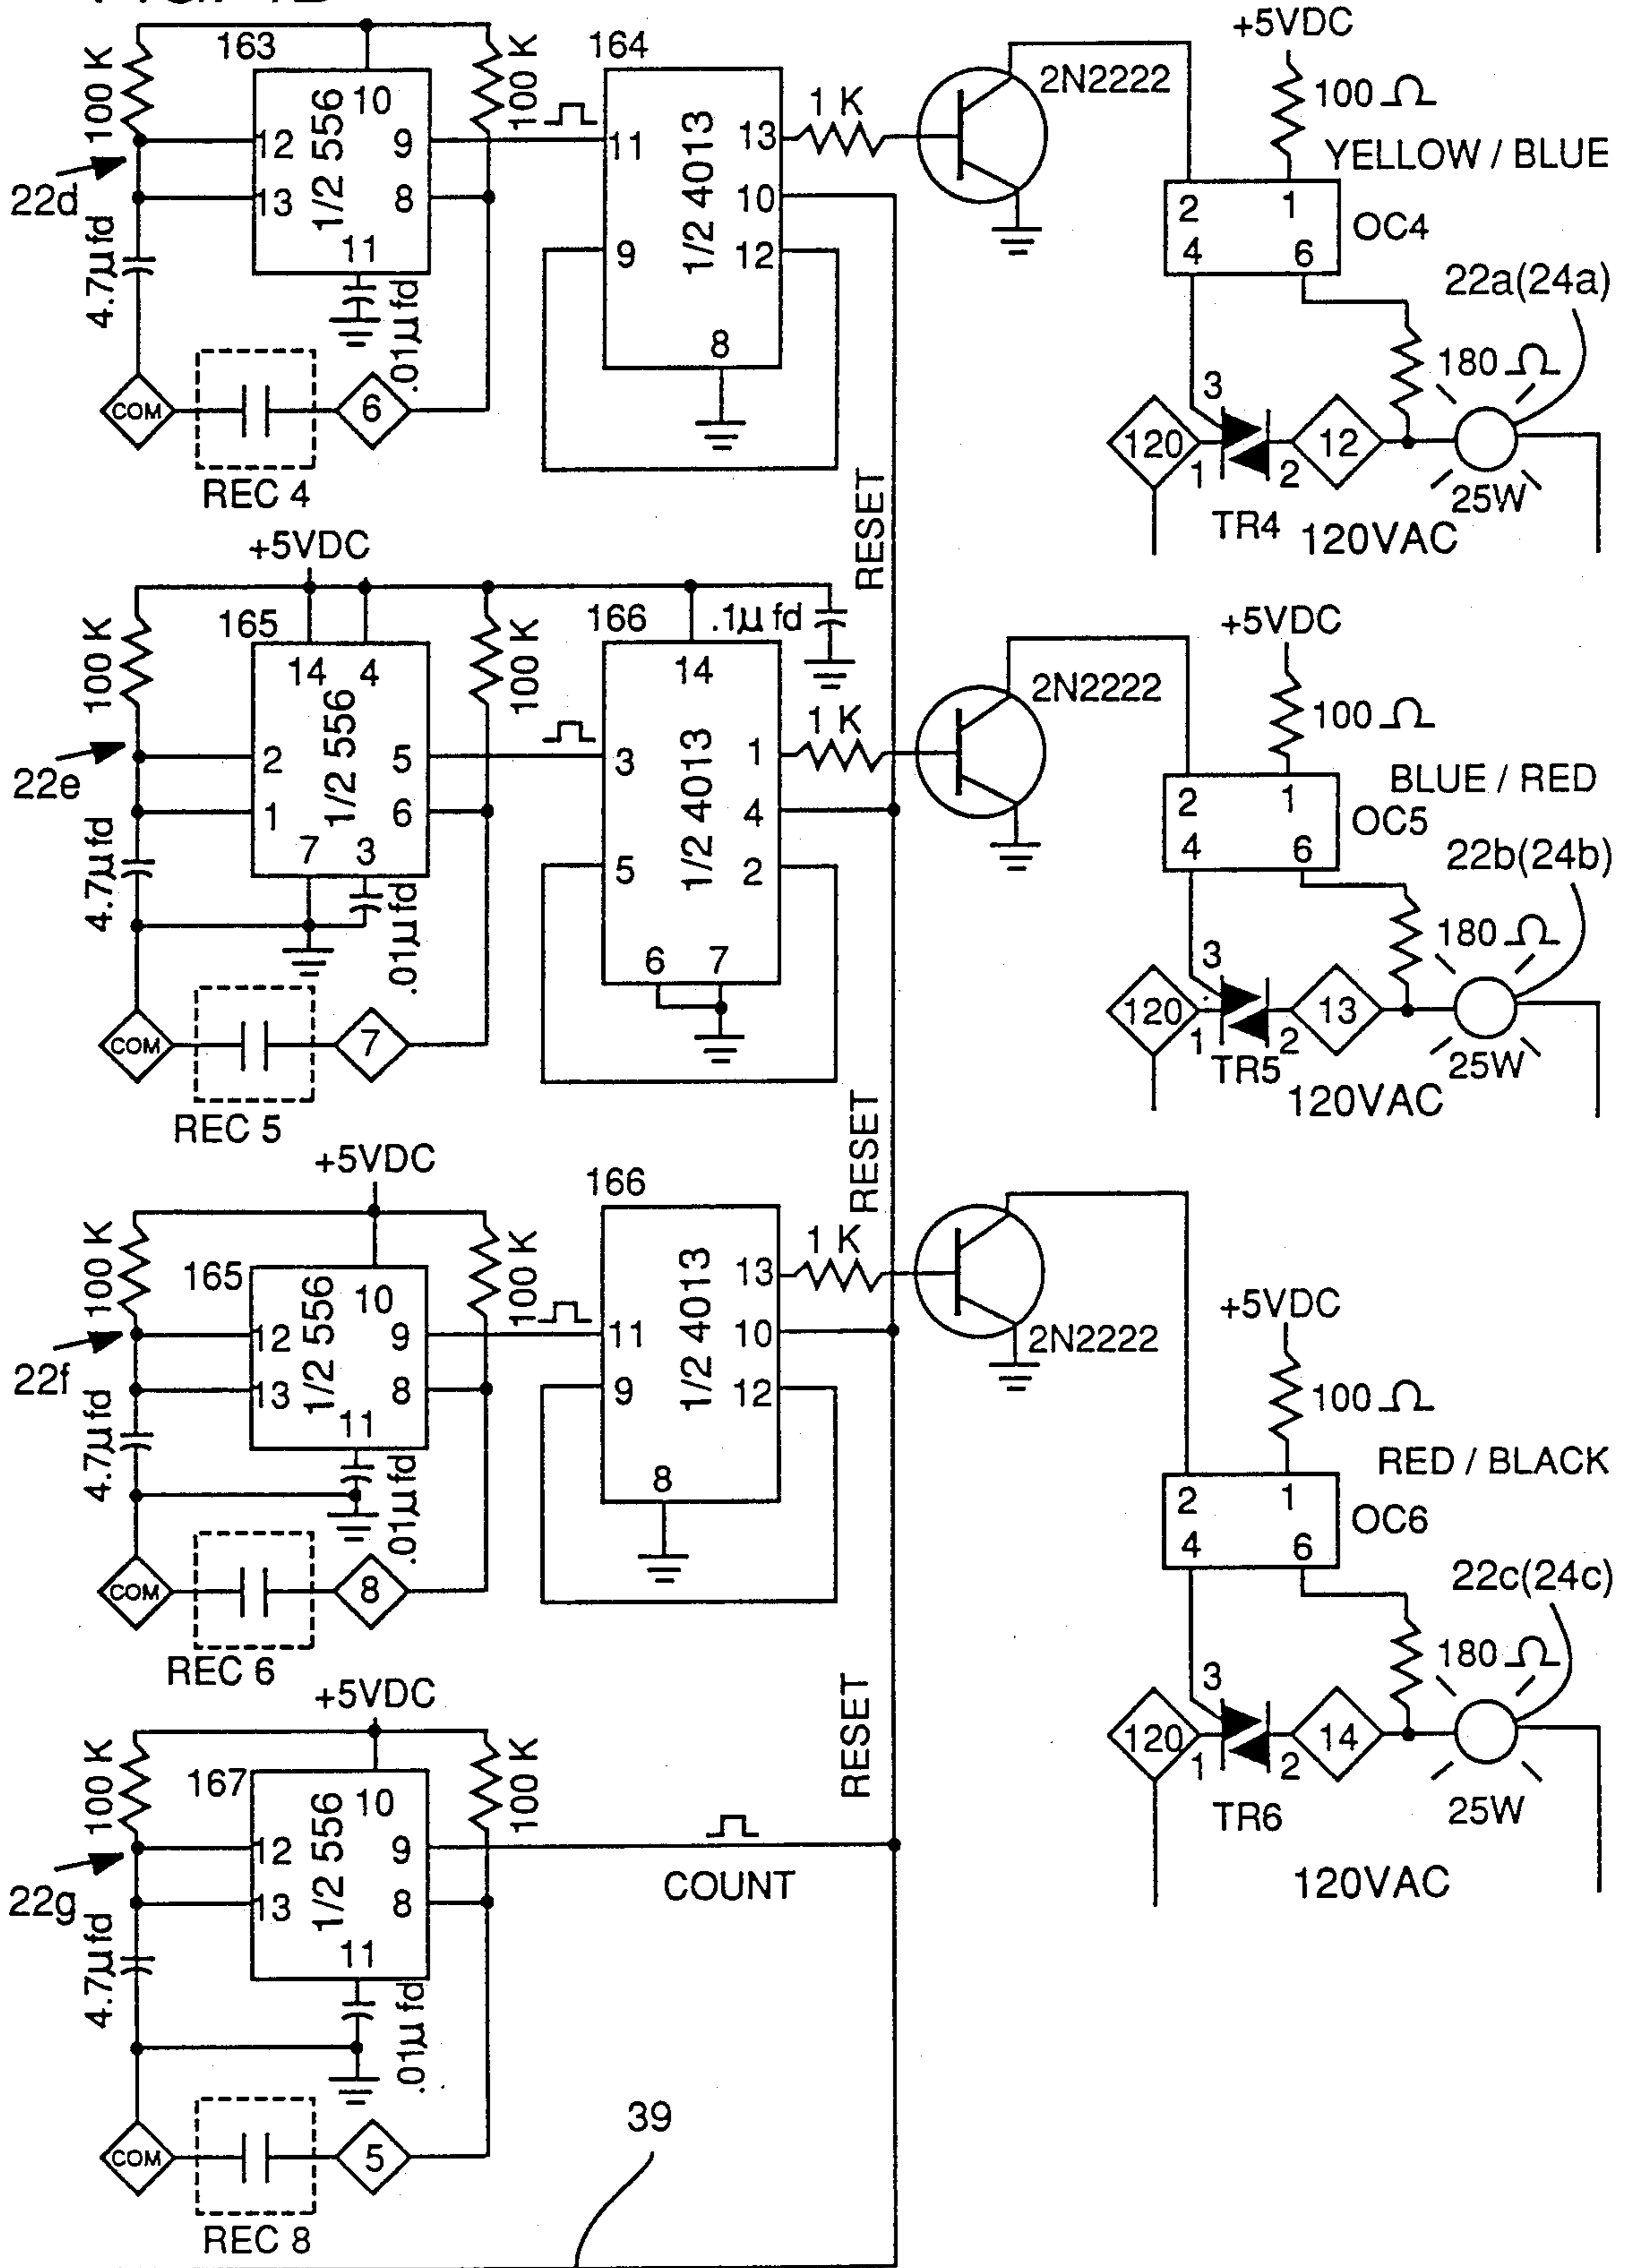 163
100 K
10
12
13
9
8
11
1/2 556
100 K
22d
4.7µfd
.01µfd
COM
6
REC 4
164
11
9
13
10
12
8
1/2 4013
1 K
2N2222
+5VDC
100 Ω
YELLOW / BLUE
2
1
4
6
OC4
22a(24a)
180 Ω
3
120
1
2
12
25W
TR4
120VAC
RESET
+5VDC
165
100 K
14
4
2
1
5
6
7
3
1/2 556
100 K
22e
4.7µfd
.01µfd
COM
7
REC 5
166
.1µfd
14
3
5
1
4
2
6
7
1/2 4013
1 K
2N2222
+5VDC
100 Ω
BLUE / RED
2
1
4
6
OC5
22b(24b)
180 Ω
3
120
1
2
13
25W
TR5
120VAC
RESET
+5VDC
165
100 K
10
12
13
9
8
11
1/2 556
100 K
22f
4.7µfd
.01µfd
COM
8
REC 6
166
11
9
13
10
12
8
1/2 4013
1 K
2N2222
+5VDC
100 Ω
RED / BLACK
2
1
4
6
OC6
22c(24c)
180 Ω
3
120
1
2
14
25W
TR6
120VAC
RESET
+5VDC
167
100 K
10
12
13
9
8
11
1/2 556
100 K
22g
4.7µfd
.01µfd
COUNT
COM
5
REC 8
39